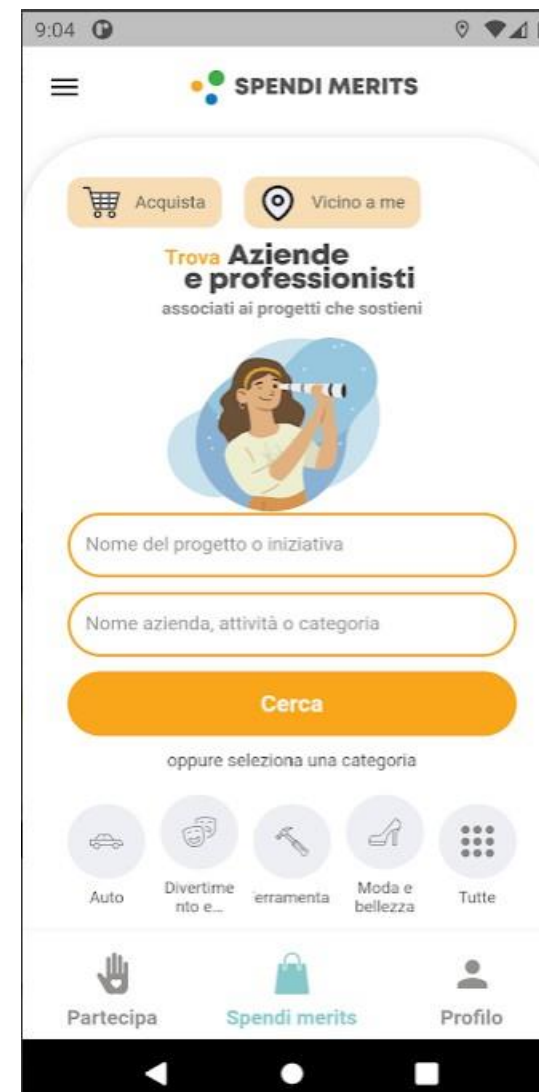 9:04
SPENDI MERITS
Acquista
Vicino a me
Trova Aziende
e professionisti
associati ai progetti che sostieni
Nome del progetto o iniziativa
Nome azienda, attività o categoria
Cerca
oppure seleziona una categoria
Auto
Divertime
nto e...
erramenta
Moda e
bellezza
Tutte
Partecipa
Spendi merits
Profilo